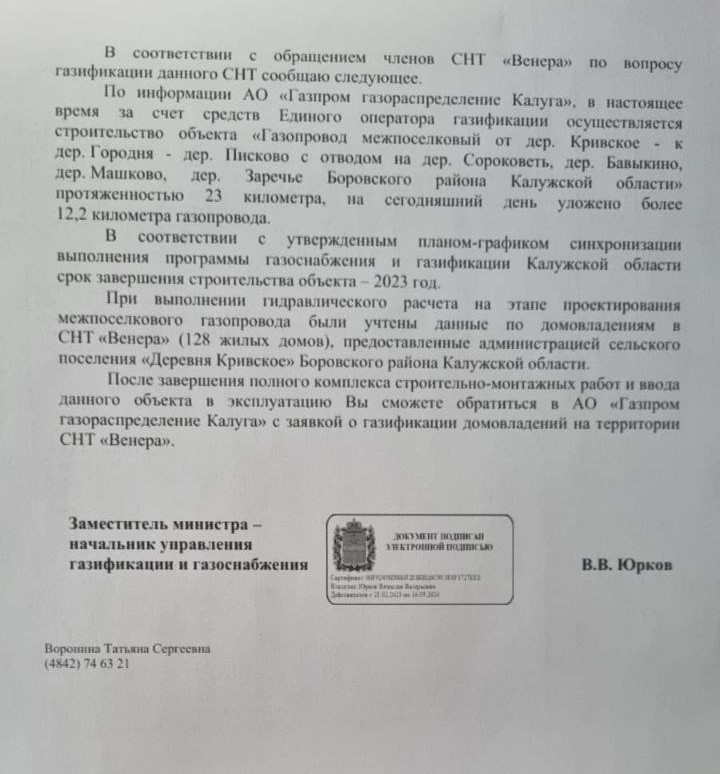 В соответствии с обращением членов СНТ «Венера» по вопросу
газификации данного СНТ сообщаю следующее.
По информации АО «Газпром газораспределение Калуга», в настоящее
время за счет средств Единого оператора газификации осуществляется
строительство объекта «Газопровод межпоселковый от дер. Кривское - к
дер. Городня - дер. Писково с отводом на дер. Сороковеть, дер. Бавыкино,
дер. Машково, дер. Заречье Боровского района Калужской области»
протяженностью 23 километра, на сегодняшний день уложено более
12,2 километра газопровода.
В соответствии с утвержденным планом-графиком синхронизации
выполнения программы газоснабжения и газификации Калужской области
срок завершения строительства объекта – 2023 год.
При выполнении гидравлического расчета на этапе проектирования
межпоселкового газопровода были учтены данные по домовладениям в
СНТ «Венера» (128 жилых домов), предоставленные администрацией сельского
поселения «Деревня Кривское» Боровского района Калужской области.
После завершения полного комплекса строительно-монтажных работ и ввода
данного объекта в эксплуатацию Вы сможете обратиться в АО «Газпром
газораспределение Калуга» с заявкой о газификации домовладений на территории
СНТ «Венера».
Заместитель министра –
начальник управления
газификации и газоснабжения
ДОКУМЕНТ ПОДПИСАН
ЭЛЕКТРОННОЙ ПОДПИСЬЮ
Сертификат
Владелец Юрков Вячеслав Валерьевич
Действителен с 21.02.2023 по
В.В. Юрков
Воронина Татьяна Сергеевна
(4842) 74 63 21